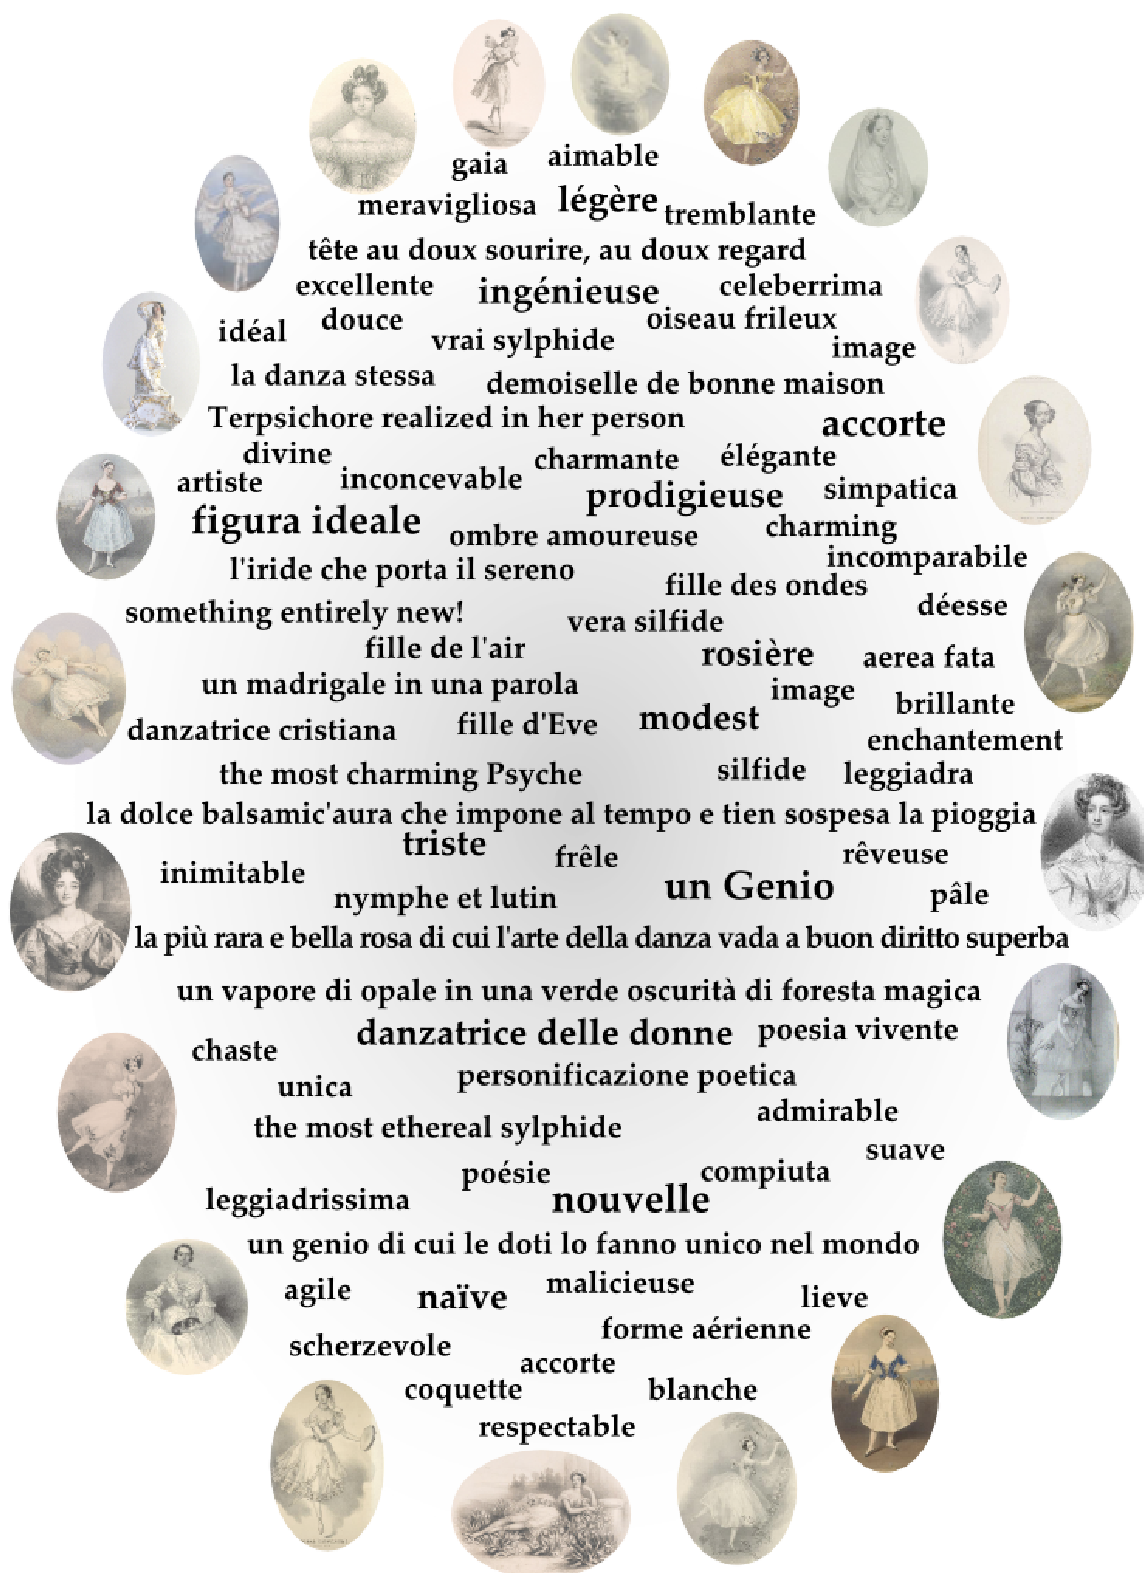 gaia aimable
meravigliosa légère tremblante
tête au doux sourire, au doux regard
excellente ingénieuse celeberrima
idéal douce vrai sylphide oiseau frileux image
la danza stessa demoiselle de bonne maison
Terpsichore realized in her person accorte
divine charmante élégante
artiste inconcevable prodigieuse simpatica
figura ideale ombre amoureuse charming
incomparabile
l'iride che porta il sereno fille des ondes
something entirely new! vera silfide déesse
fille de l'air rosière aerea fata
un madrigale in una parola image brillante
danzatrice cristiana fille d'Eve modest
enchantement
the most charming Psyche silfide leggiadra
la dolce balsamic'aura che impone al tempo e tien sospesa la pioggia
triste frêle rêveuse
inimitable nymphe et lutin un Genio pâle
la più rara e bella rosa di cui l'arte della danza vada a buon diritto superba
un vapore di opale in una verde oscurità di foresta magica
danzatrice delle donne poesia vivente
chaste
unica personificazione poetica
admirable
the most ethereal sylphide
suave
poésie compiuta
leggiadrissima nouvelle
un genio di cui le doti lo fanno unico nel mondo
agile naïve malicieuse lieve
forme aérienne
scherzevole
accorte
coquette blanche
respectable